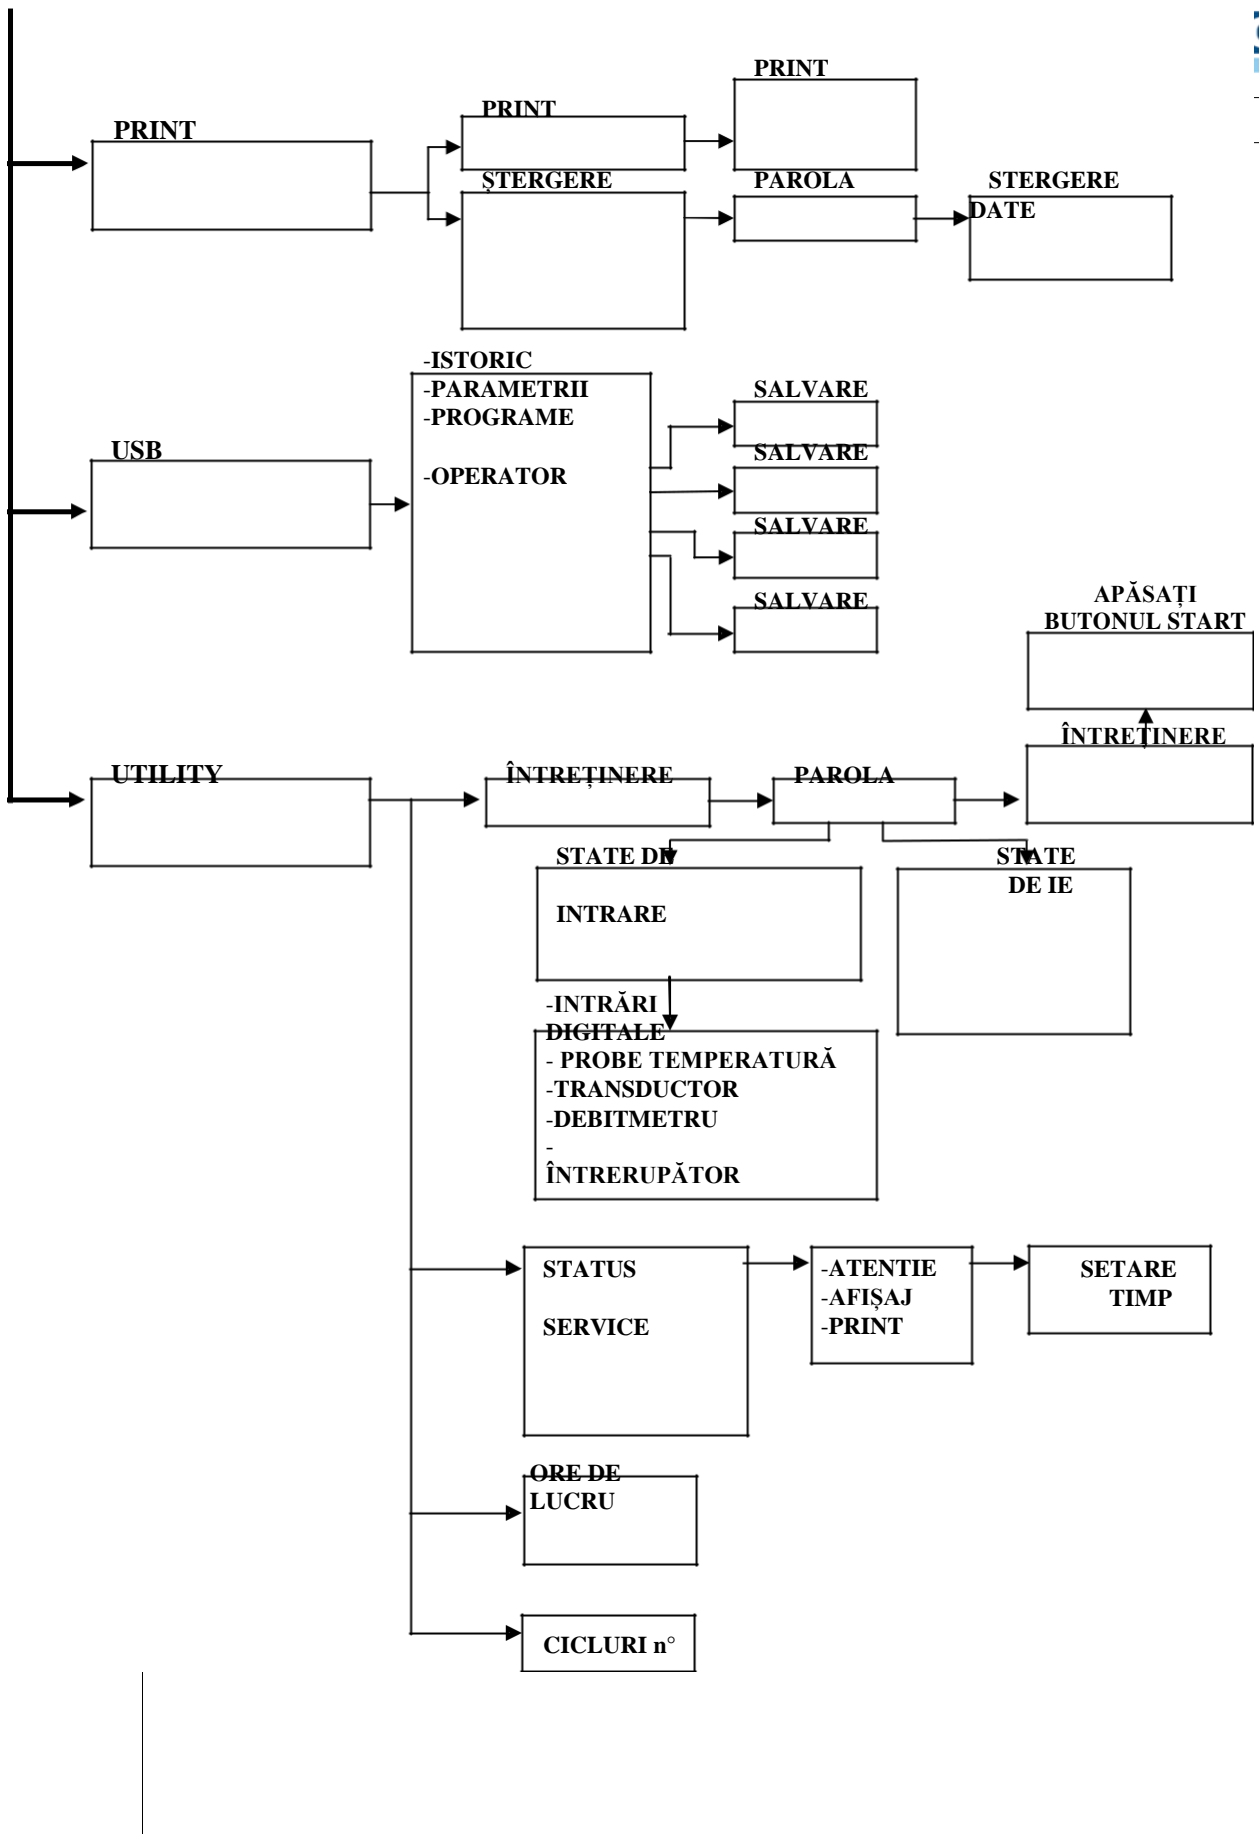 PRINT
PRINT
PRINT
ȘTERGERE
PAROLA
STERGERE
DATE
-ISTORIC
-PARAMETRII
-PROGRAME
-OPERATOR
USB
SALVARE
SALVARE
SALVARE
SALVARE
APĂSAȚI
BUTONUL START
ÎNTREȚINERE
UTILITY
ÎNTREȚINERE
PAROLA
STATE DE
INTRARE
STATE
DE IE
-INTRĂRI
DIGITALE
- PROBE TEMPERATURĂ
-TRANSDUCTOR
-DEBITMETRU
-
ÎNTRERUPĂTOR
STATUS
SERVICE
-ATENTIE
-AFIȘAJ
-PRINT
SETARE
TIMP
ORE DE
LUCRU
CICLURI n°